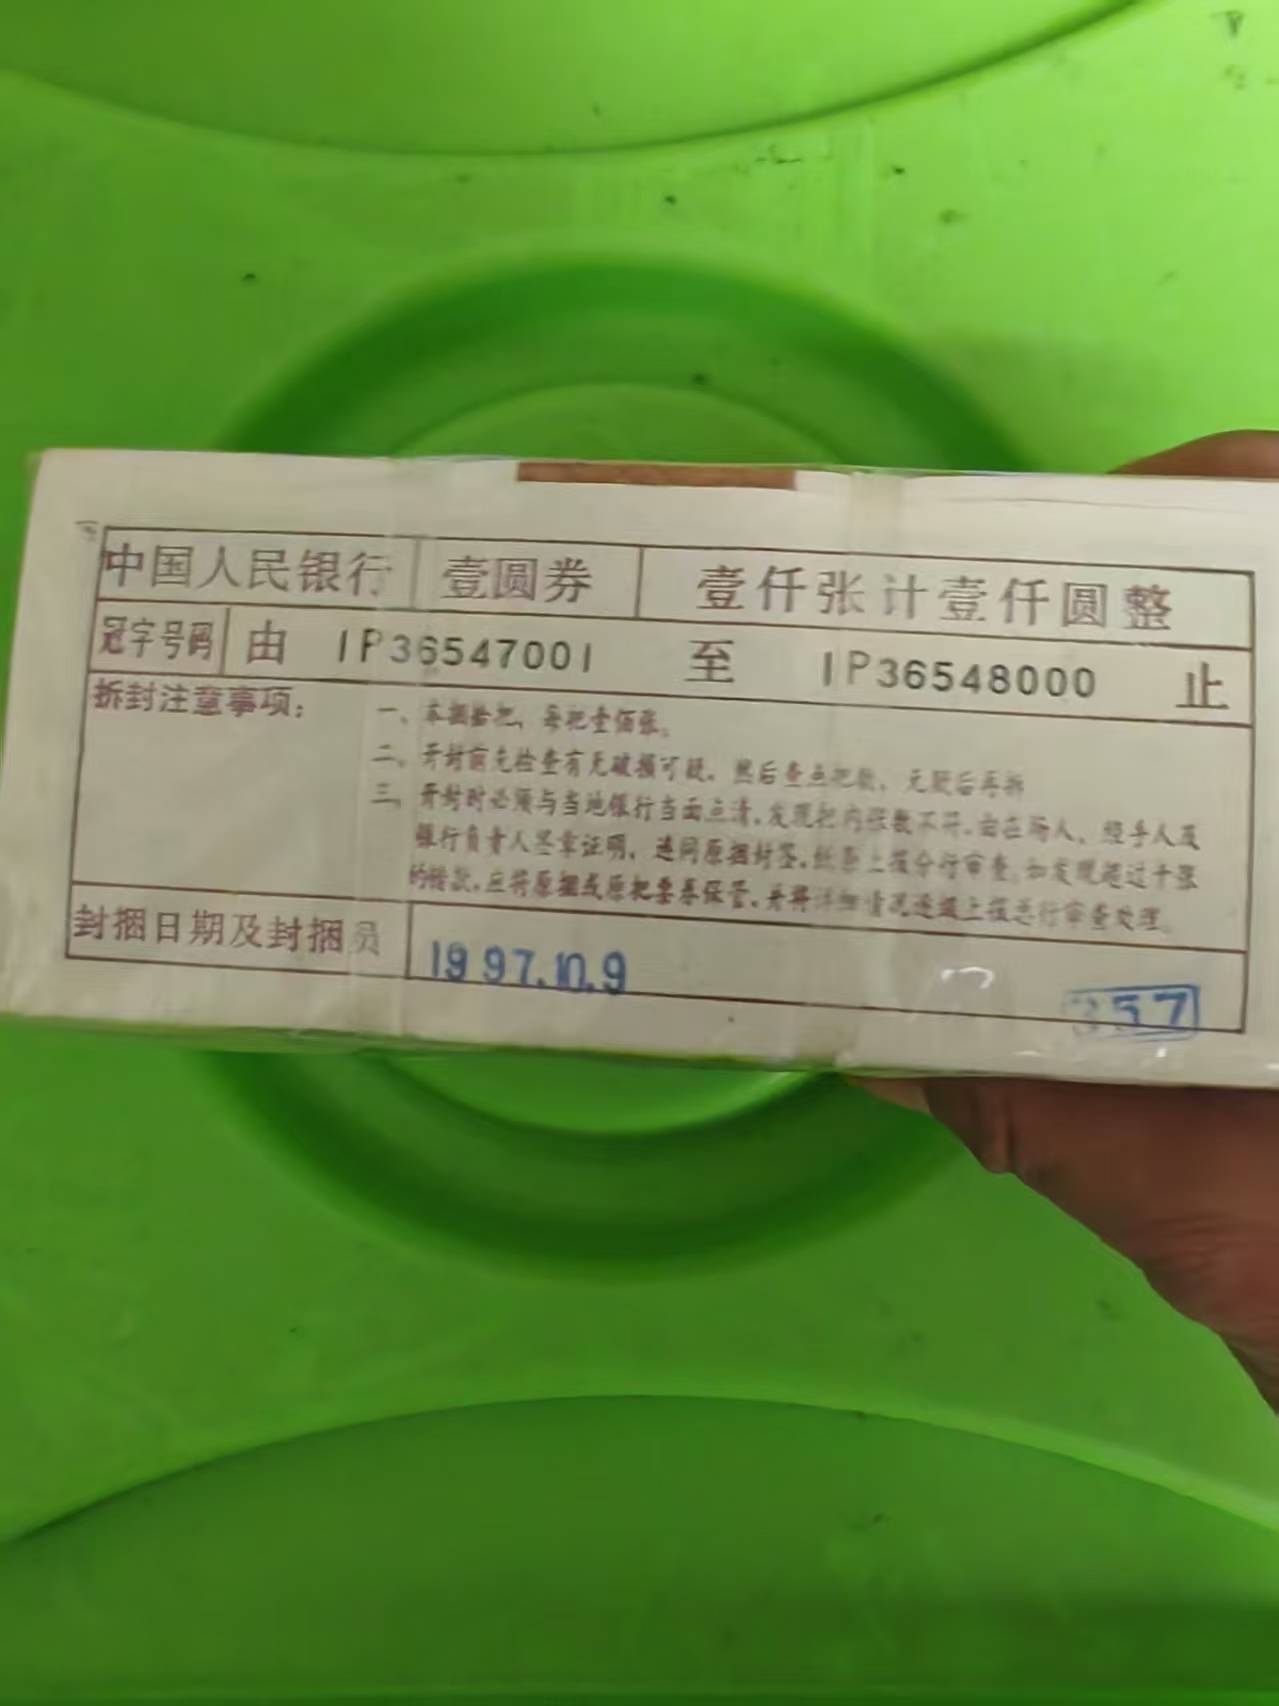 中国人民银行 壹圆券 壹仟张计壹仟圆整
冠字号码 由 IP36547001 至 IP36548000 止
拆封注意事项：
一、本捆拾把，每把壹佰张。
二、开封前先检查有无破损可疑，然后查点把数，无疑后再拆
三、开封时必须与当地银行当面点清，发现把内张数不符，由在场人、经手人及
银行负责人签章证明，连同原捆封签、纸条上报分行审查，如发现超过十张
的错款，应将原捆或原把票券保管，并将详细情况逐级上报总行审查处理。
封捆日期及封捆员 1997.10.9
357